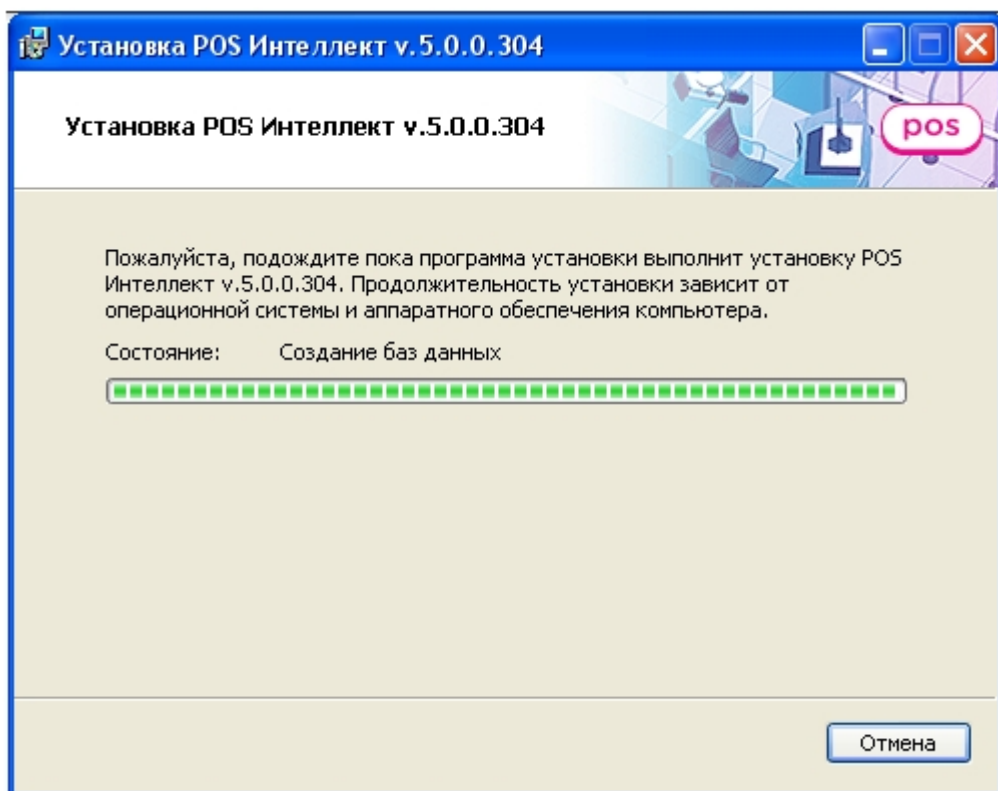 Установка POS Интеллект v.5.0.0.304
Установка POS Интеллект v.5.0.0.304
pos
Пожалуйста, подождите пока программа установки выполнит установку POS
Интеллект v.5.0.0.304. Продолжительность установки зависит от
операционной системы и аппаратного обеспечения компьютера.
Состояние: Создание баз данных
Отмена